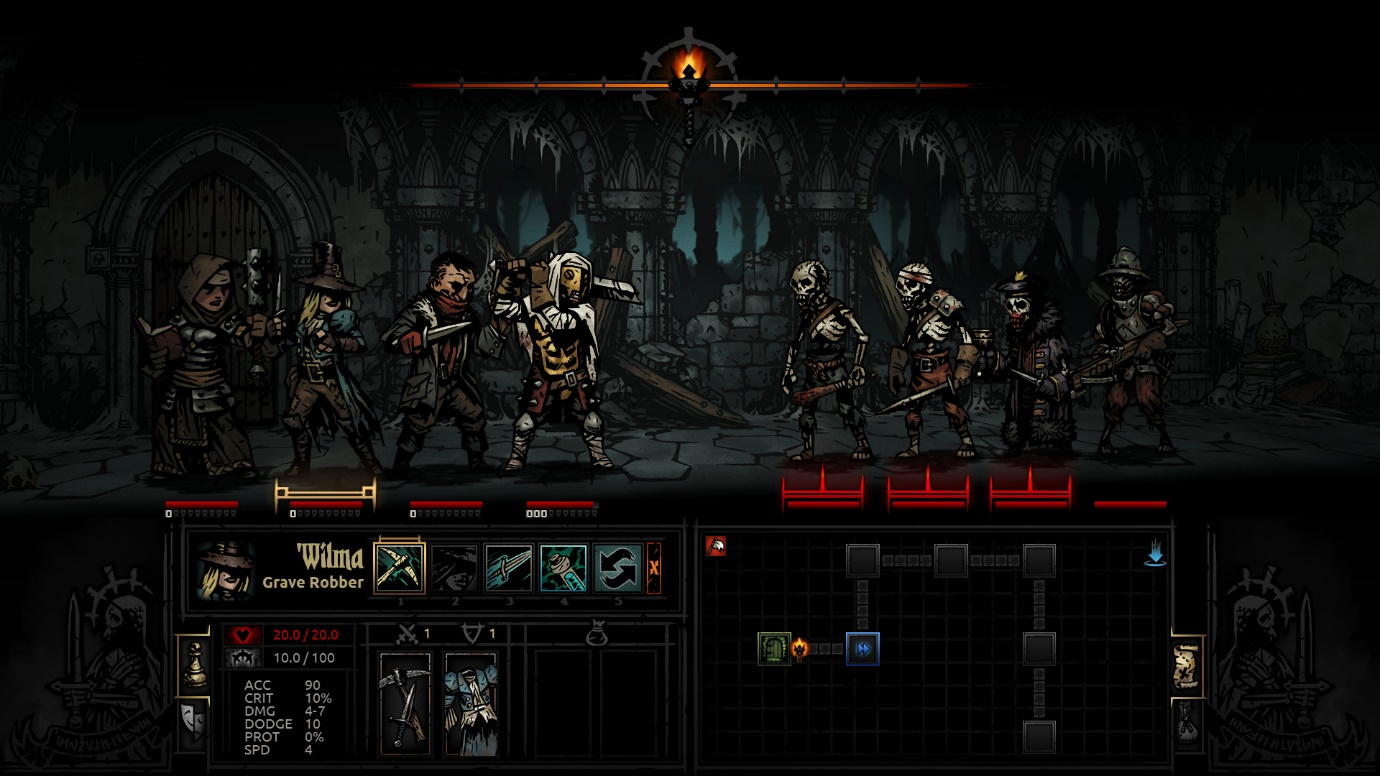 Wilma
Grave Robber
1 2 3 4 5
20.0 / 20.0
10.0 / 100
1 1
ACC 90
CRIT 10%
DMG 4-7
DODGE 10
PROT 0%
SPD 4